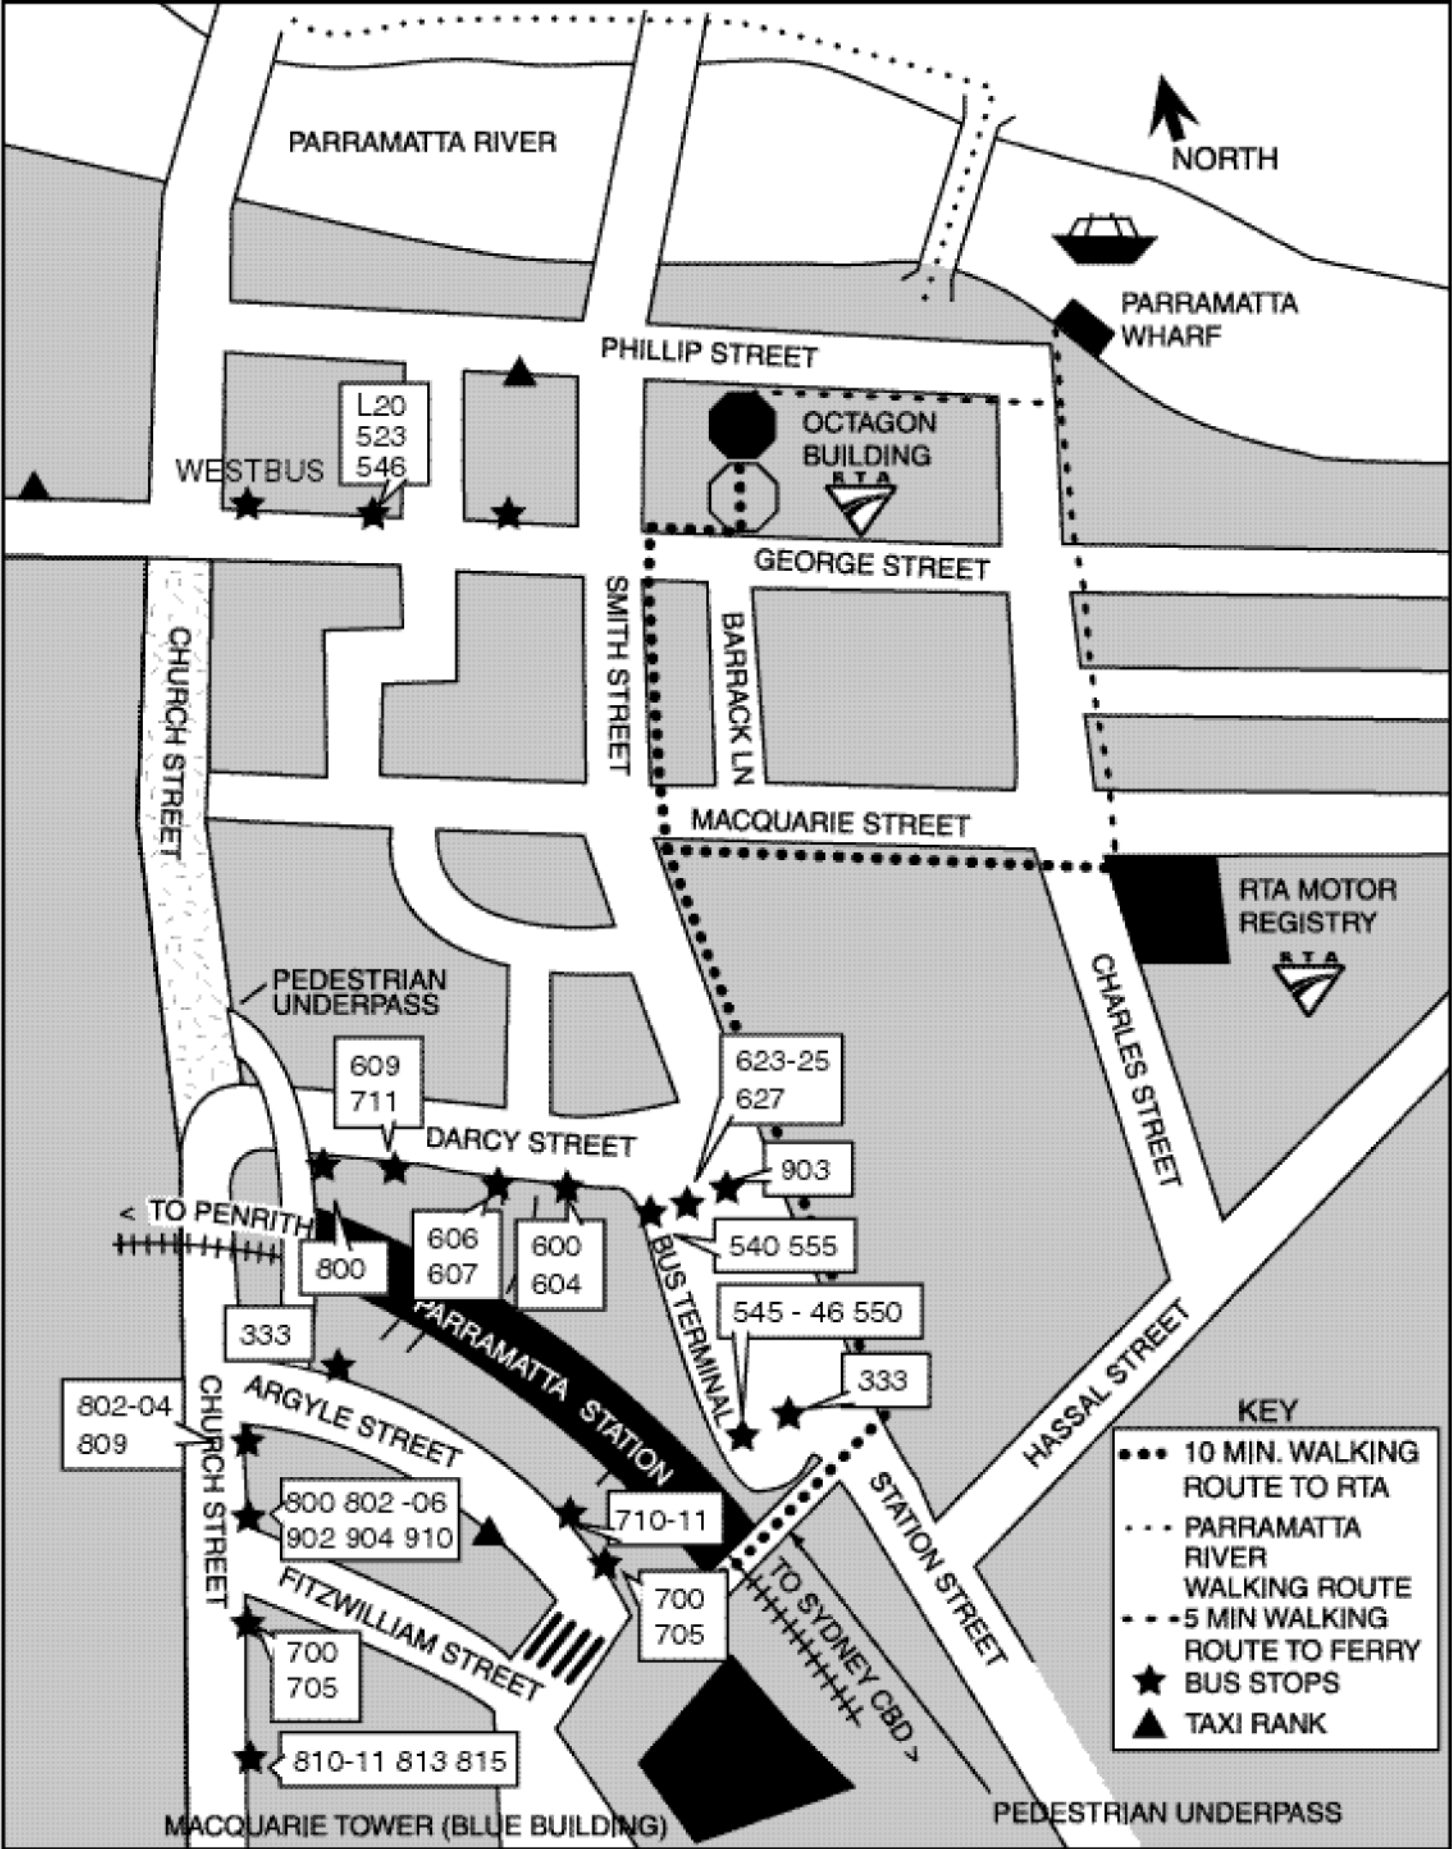 PARRAMATTA RIVER
NORTH
PARRAMATTA
WHARF
PHILLIP STREET
L20
523
546
WESTBUS
OCTAGON
BUILDING
RTA
GEORGE STREET
SMITH STREET
BARRACK LN
CHURCH STREET
MACQUARIE STREET
RTA MOTOR
REGISTRY
RTA
CHARLES STREET
PEDESTRIAN
UNDERPASS
609
711
623-25
627
DARCY STREET
903
< TO PENRITH
800
606
607
600
604
540 555
BUS TERMINAL
545 - 46 550
333
333
PARRAMATTA STATION
HASSAL STREET
802-04
809
CHURCH STREET
ARGYLE STREET
800 802 -06
902 904 910
710-11
700
705
FITZWILLIAM STREET
700
705
810-11 813 815
TO SYDNEY CBD >
STATION STREET
MACQUARIE TOWER (BLUE BUILDING)
PEDESTRIAN UNDERPASS
KEY
10 MIN. WALKING
ROUTE TO RTA
PARRAMATTA
RIVER
WALKING ROUTE
5 MIN WALKING
ROUTE TO FERRY
BUS STOPS
TAXI RANK